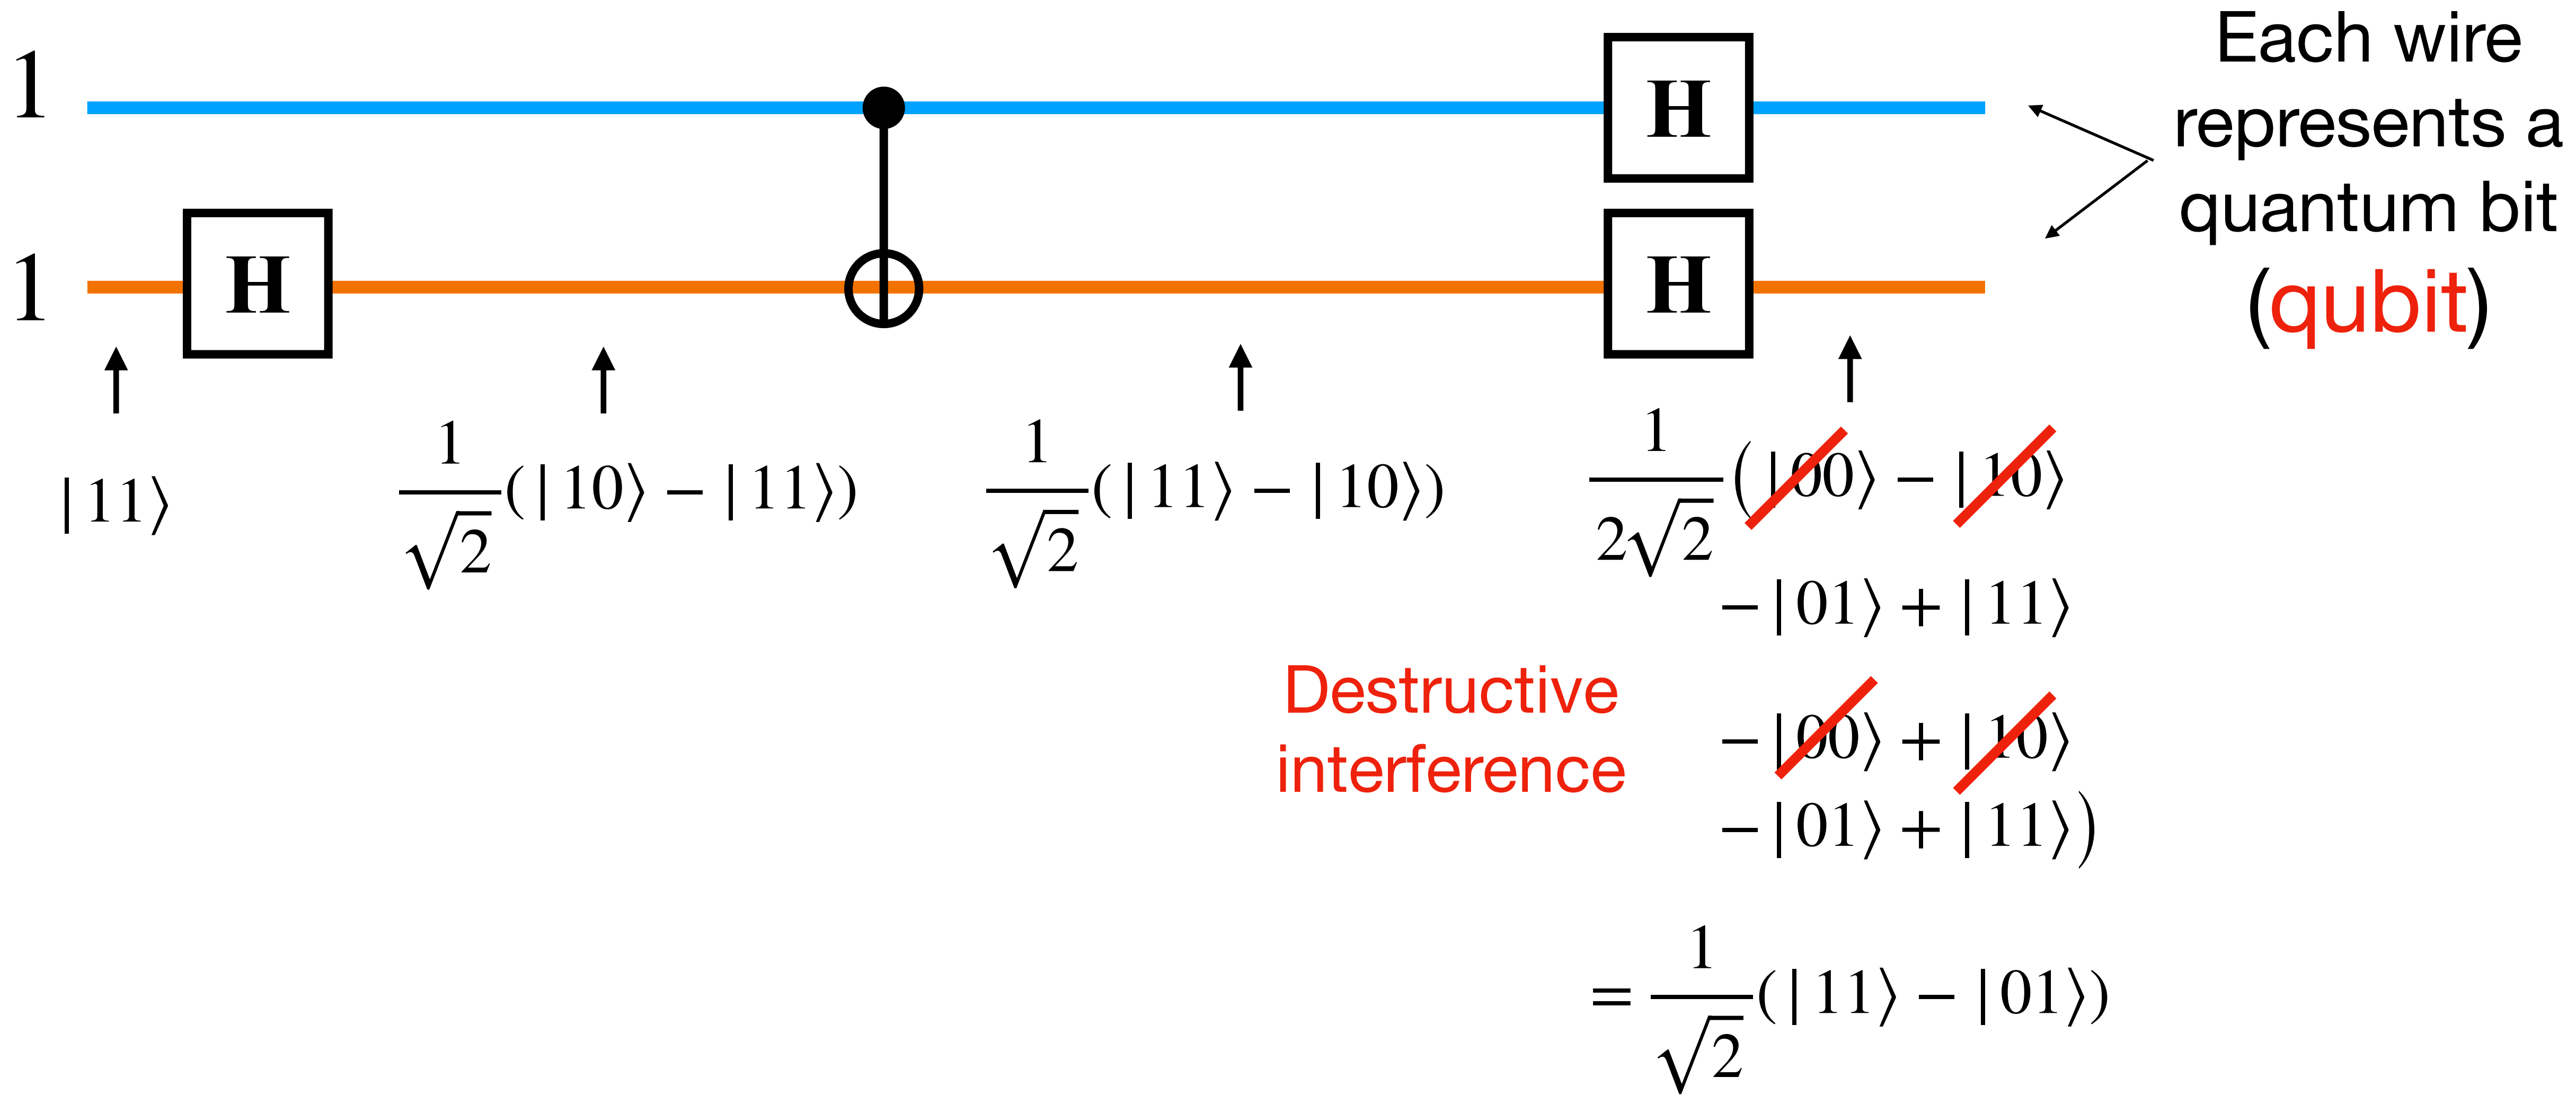 1
H
Each wire
represents a
quantum bit
(qubit)
1
H
H
|11⟩
1/√2(|10⟩ − |11⟩)
1/√2(|11⟩ − |10⟩)
1/2√2(|00⟩ − |10⟩
−|01⟩ + |11⟩
−|00⟩ + |10⟩
−|01⟩ + |11⟩)
Destructive
interference
= 1/√2(|11⟩ − |01⟩)